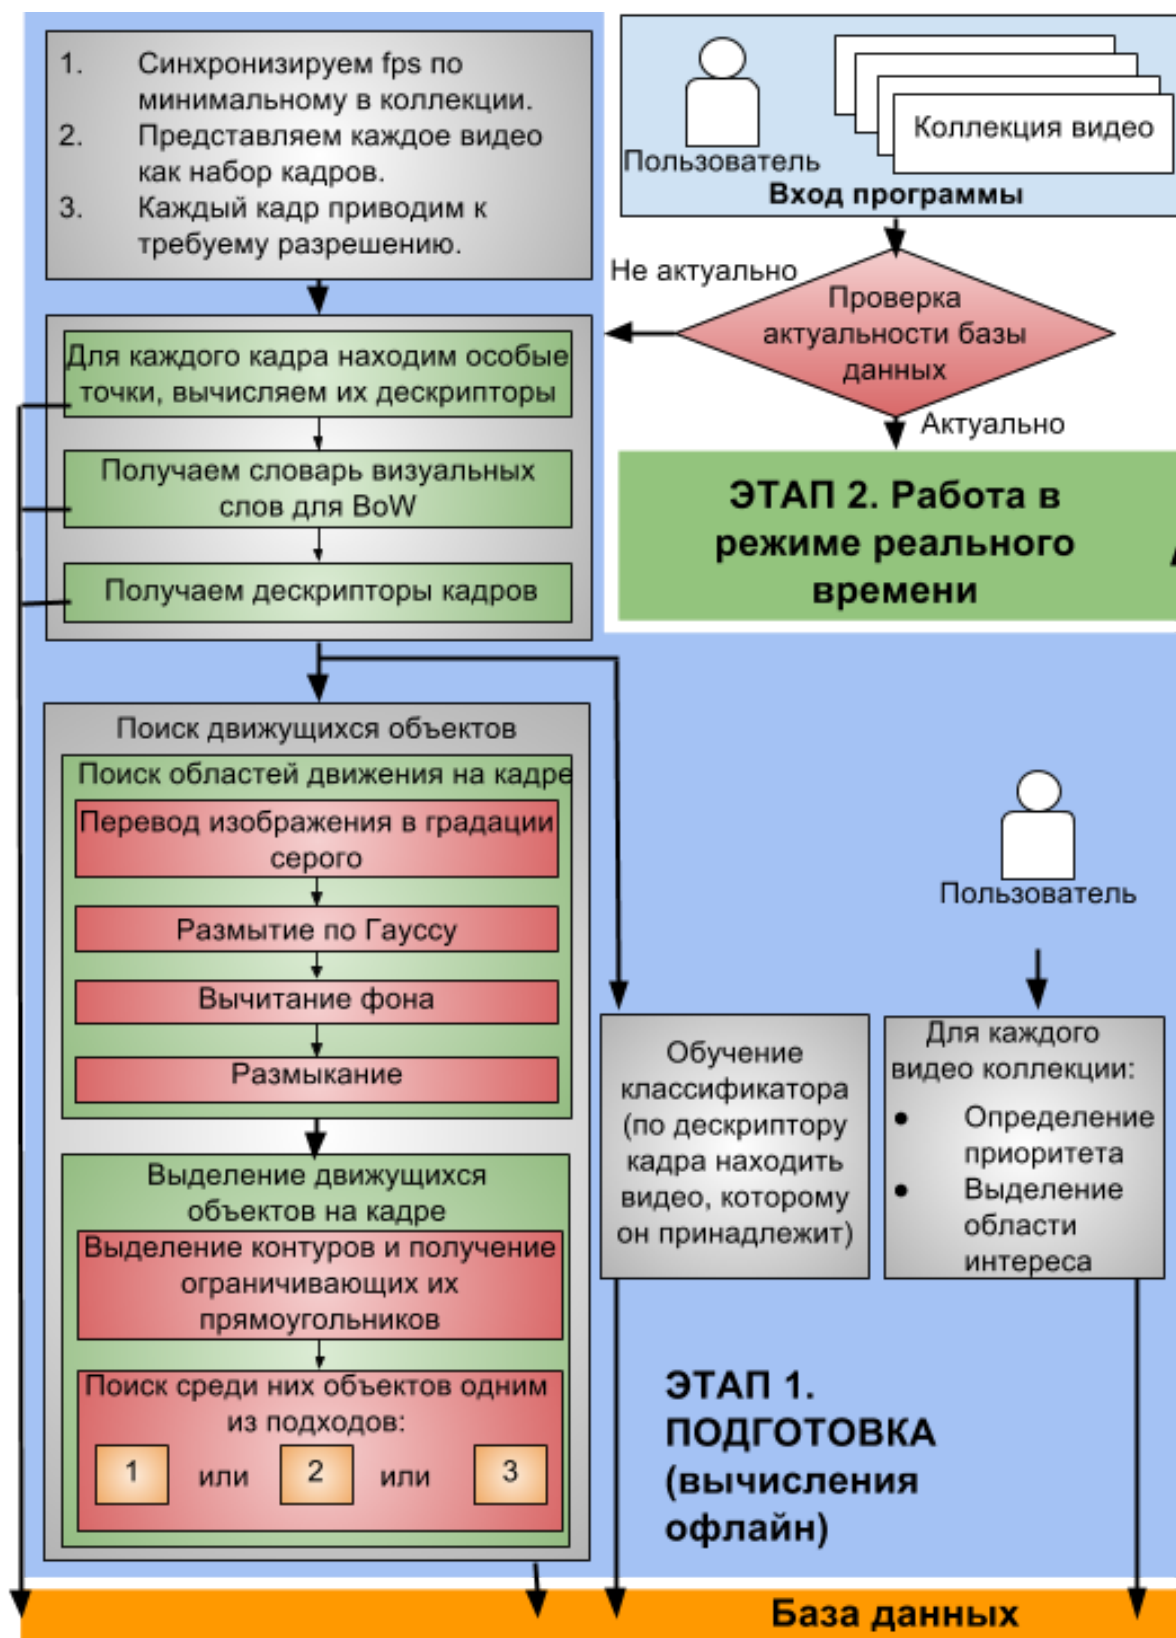 1. Синхронизируем fps по
минимальному в коллекции.
2. Представляем каждое видео
как набор кадров.
3. Каждый кадр приводим к
требуему разрешению.
Пользователь
Коллекция видео
Вход программы
Не актуально
Проверка
актуальности базы
данных
Актуально
ЭТАП 2. Работа в
режиме реального
времени
Для каждого кадра находим особые
точки, вычисляем их дескрипторы
Получаем словарь визуальных
слов для BoW
Получаем дескрипторы кадров
Поиск движущихся объектов
Поиск областей движения на кадре
Перевод изображения в градации
серого
Размытие по Гауссу
Вычитание фона
Размыкание
Выделение движущихся
объектов на кадре
Выделение контуров и получение
ограничивающих их
прямоугольников
Поиск среди них объектов одним
из подходов:
1 или 2 или 3
Обучение
классификатора
(по дескриптору
кадра находить
видео, которому
он принадлежит)
Пользователь
Для каждого
видео коллекции:
● Определение
приоритета
● Выделение
области
интереса
ЭТАП 1.
ПОДГОТОВКА
(вычисления
офлайн)
База данных